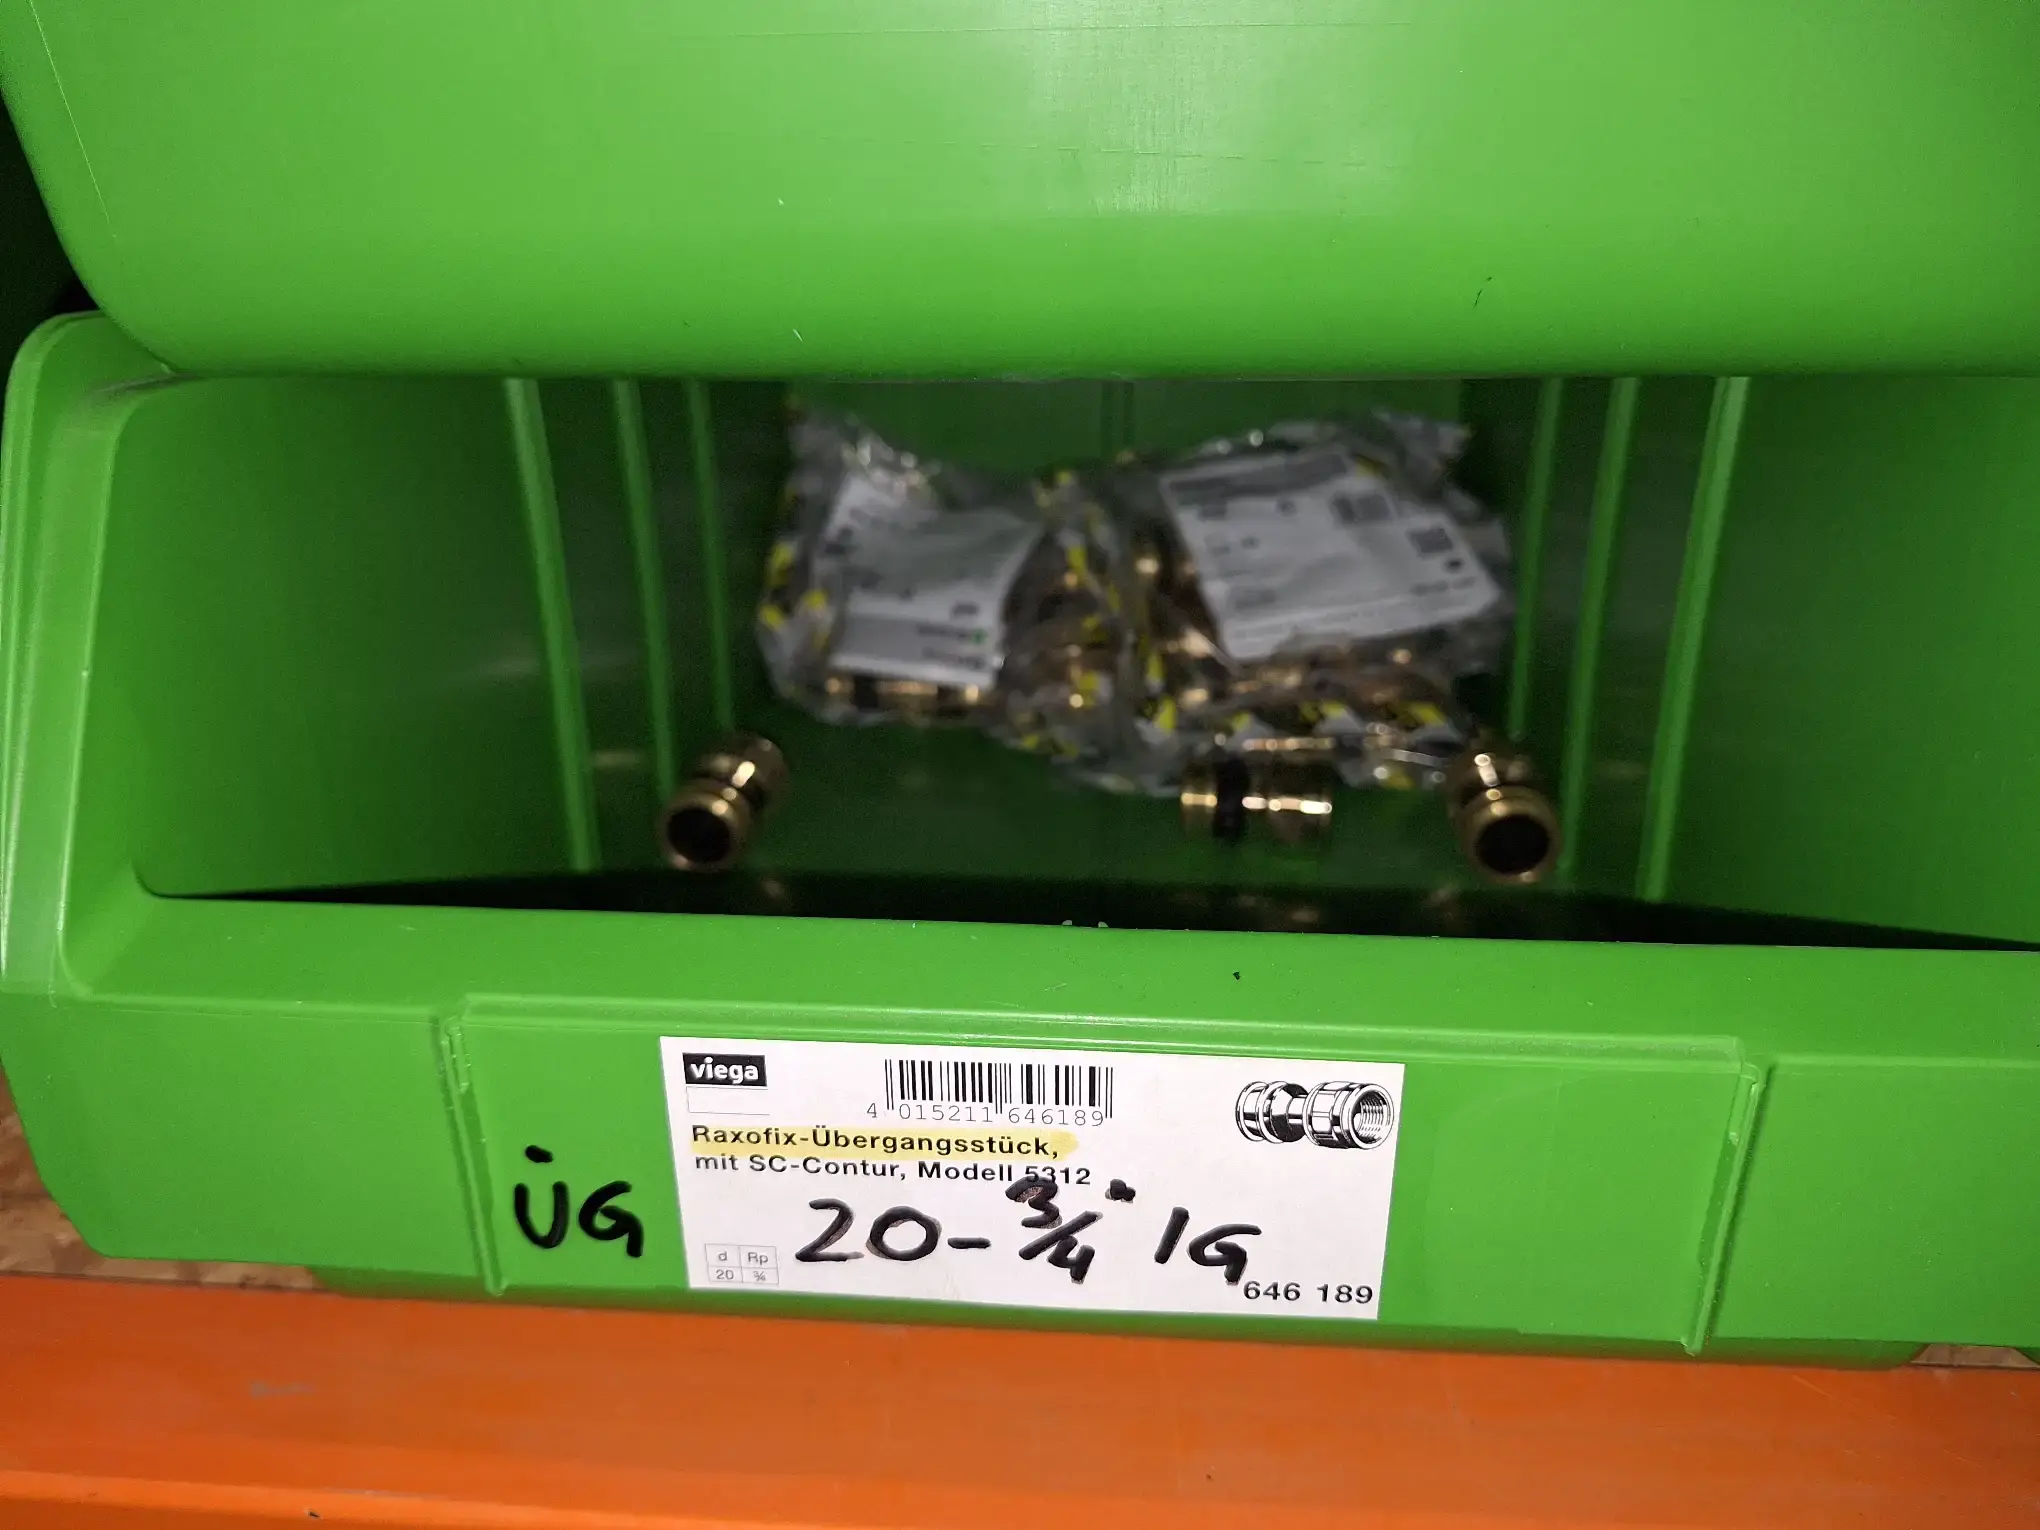 viega
4 015211 646189
Raxofix-Übergangsstück,
mit SC-Contur, Modell 5312
ÜG
20-3/4" IG
d Rp
20 ¾
646 189